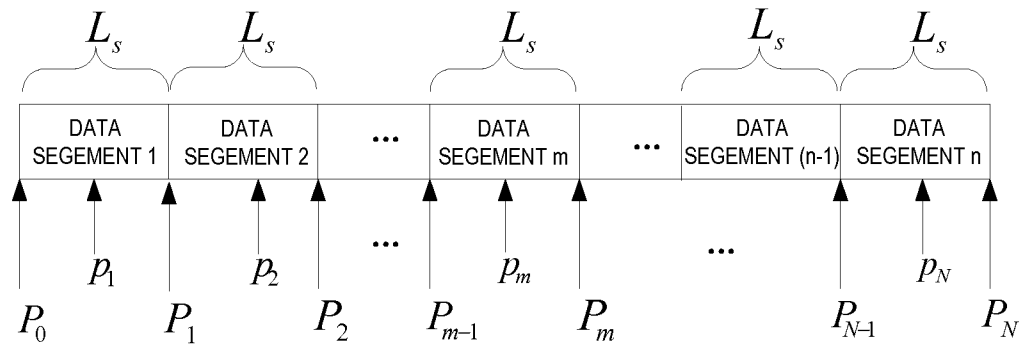 L_s L_s L_s L_s L_s
DATA SEGEMENT 1
DATA SEGEMENT 2
...
DATA SEGEMENT m
...
DATA SEGEMENT (n-1)
DATA SEGEMENT n
... ...
p_1 p_2 p_m p_N
P_0 P_1 P_2 P_{m-1} P_m P_{N-1} P_N